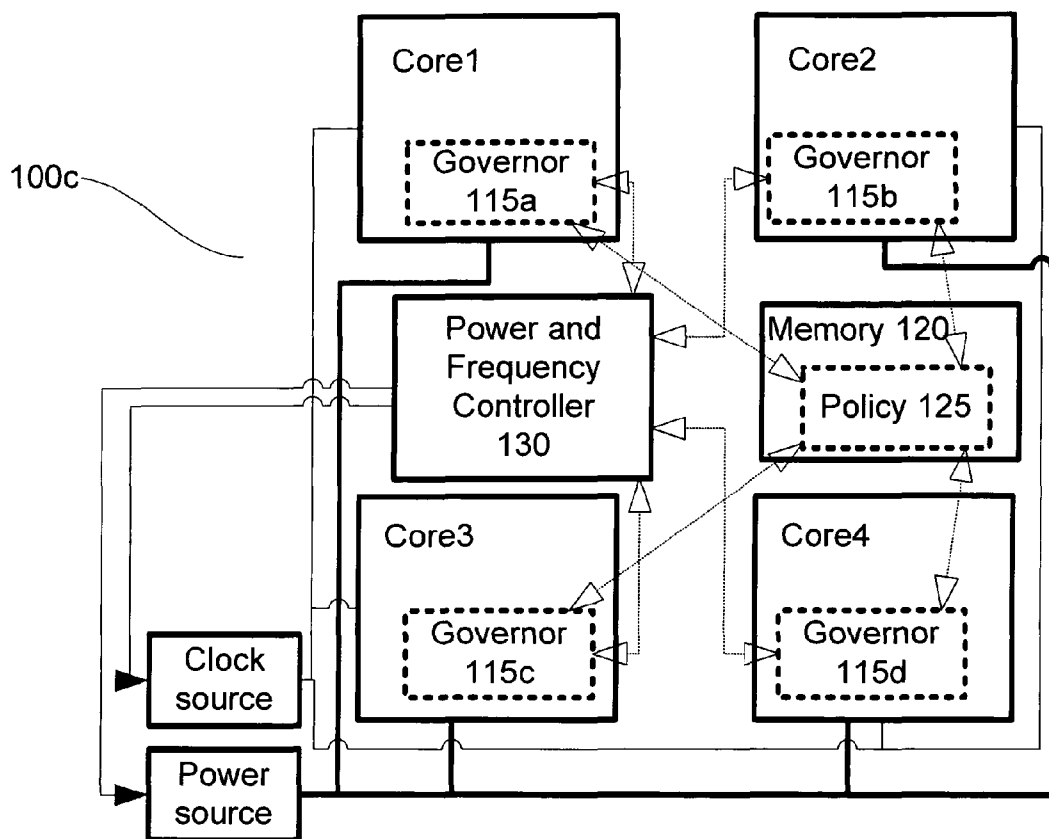 Core1
Governor
115a
Core2
Governor
115b
100c
Power and
Frequency
Controller
130
Memory 120
Policy 125
Core3
Governor
115c
Core4
Governor
115d
Clock
source
Power
source